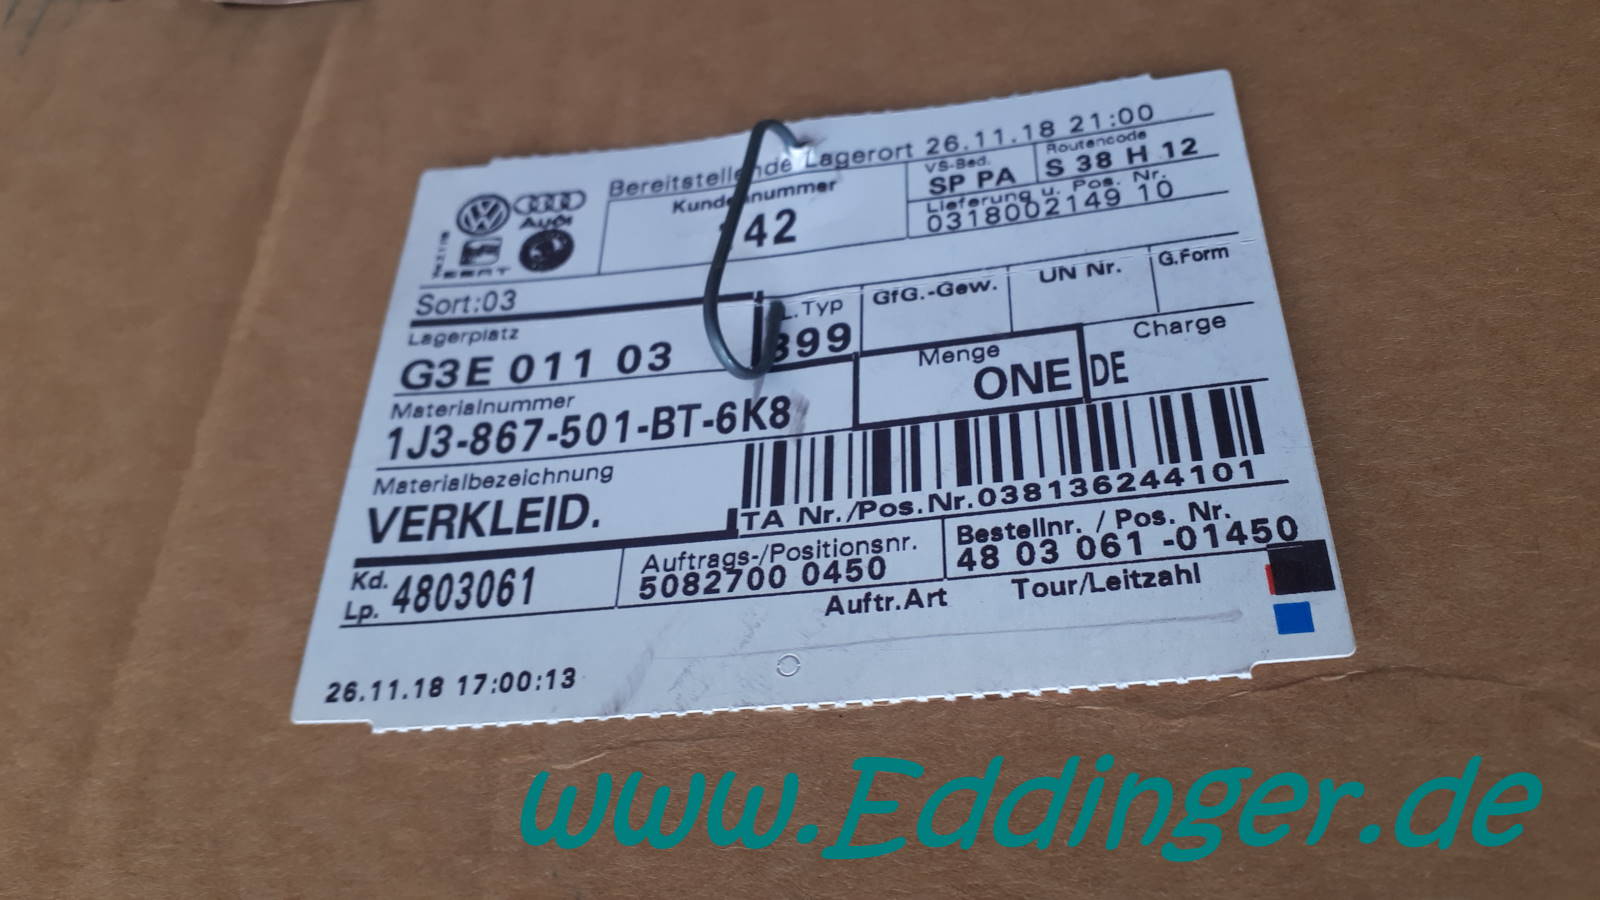 Bereitstellende Lagerort 26.11.18 21:00
Audi
SEAT
Kundennummer
42
VS-Bed.
SP PA
Routencode
S 38 H 12
Lieferung u. Pos. Nr.
0318002149 10
Sort:03
Lagerplatz
G3E 011 03
L.Typ
899
GfG.-Gew.
UN Nr.
G.Form
Materialnummer
1J3-867-501-BT-6K8
Menge
ONE
Charge
DE
Materialbezeichnung
VERKLEID.
TA Nr./Pos.Nr.038136244101
Kd.
Lp. 4803061
Auftrags-/Positionsnr.
5082700 0450
Bestellnr. / Pos. Nr.
48 03 061 -01450
Auftr.Art
Tour/Leitzahl
26.11.18 17:00:13
www.Eddinger.de